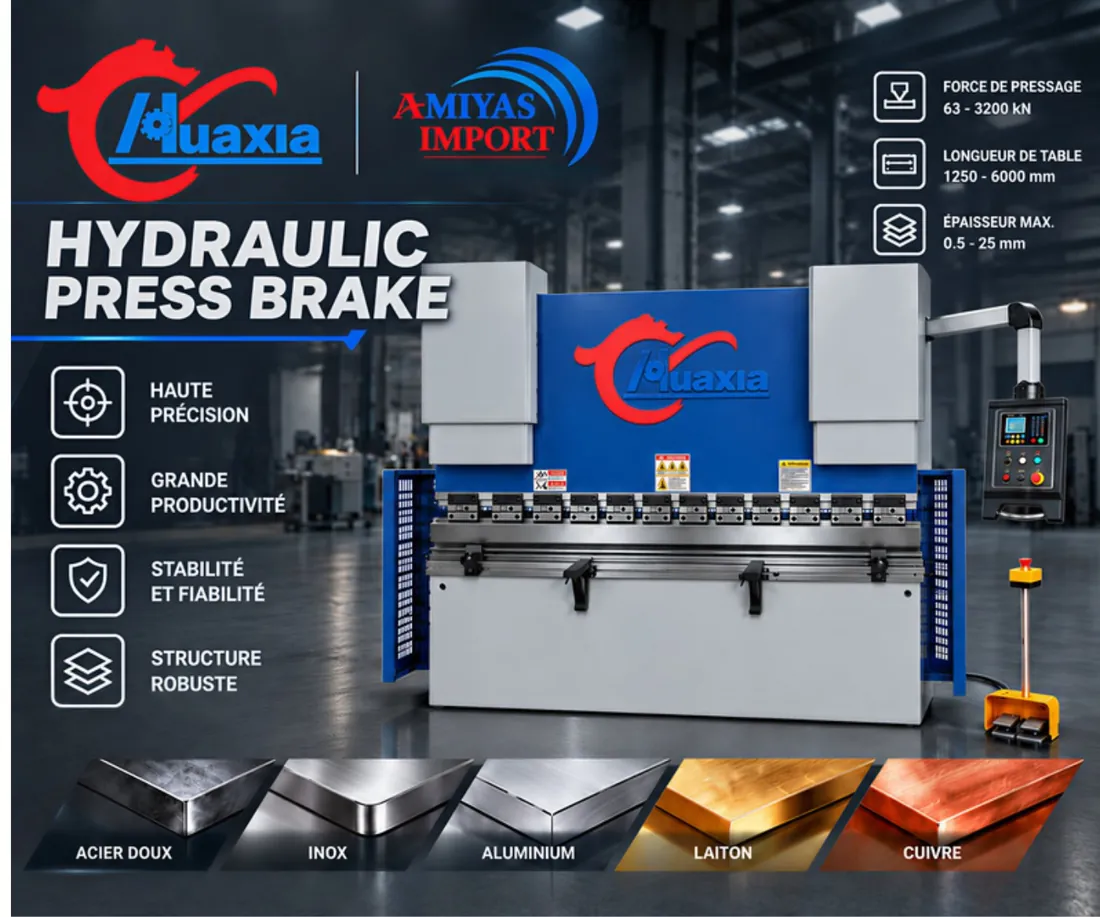 Huaxia
AMIYAS
IMPORT
FORCE DE PRESSAGE
63 - 3200 kN
LONGUEUR DE TABLE
1250 - 6000 mm
ÉPAISSEUR MAX.
0.5 - 25 mm
HYDRAULIC
PRESS BRAKE
Huaxia
HAUTE
PRÉCISION
GRANDE
PRODUCTIVITÉ
STABILITÉ
ET FIABILITÉ
STRUCTURE
ROBUSTE
ACIER DOUX
INOX
ALUMINIUM
LAITON
CUIVRE